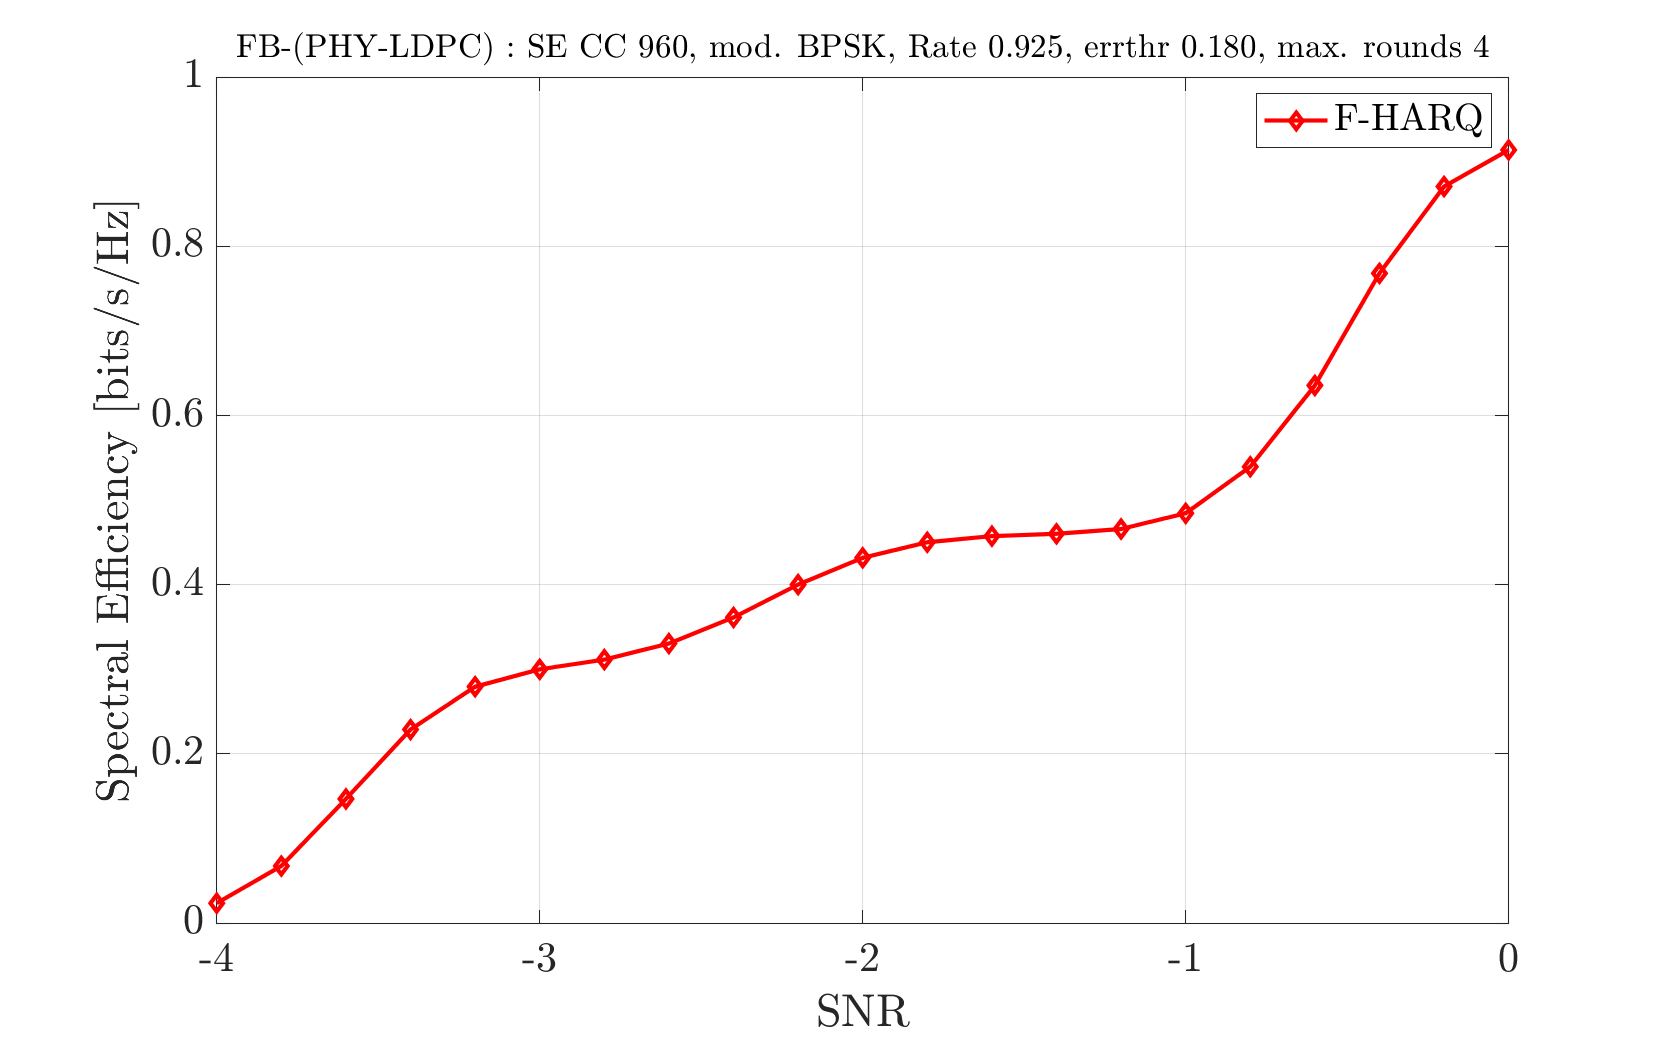 FB-(PHY-LDPC) : SE CC 960, mod. BPSK, Rate 0.925, errthr 0.180, max. rounds 4
F-HARQ
Spectral Efficiency [bits/s/Hz]
1
0.8
0.6
0.4
0.2
0
-4 -3 -2 -1 0
SNR